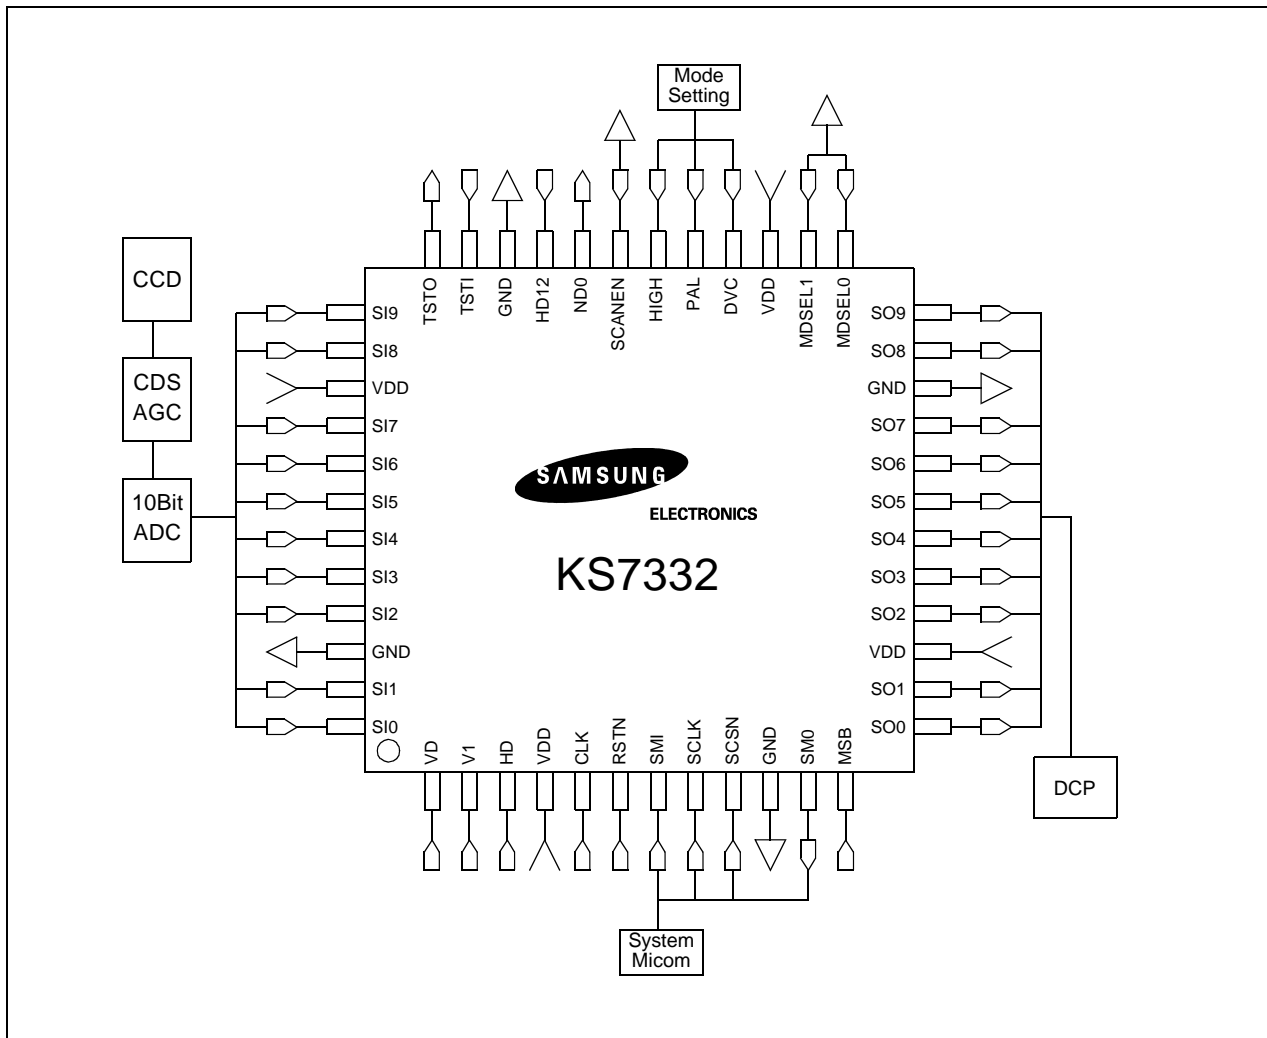 Mode
Setting
TSTO
TSTI
GND
HD12
ND0
SCANEN
HIGH
PAL
DVC
VDD
MDSEL1
MDSEL0
CCD
CDS
AGC
10Bit
ADC
SI9
SI8
VDD
SI7
SI6
SI5
SI4
SI3
SI2
GND
SI1
SI0
SAMSUNG
ELECTRONICS
KS7332
SO9
SO8
GND
SO7
SO6
SO5
SO4
SO3
SO2
VDD
SO1
SO0
DCP
VD
V1
HD
VDD
CLK
RSTN
SMI
SCLK
SCSN
GND
SM0
MSB
System
Micom